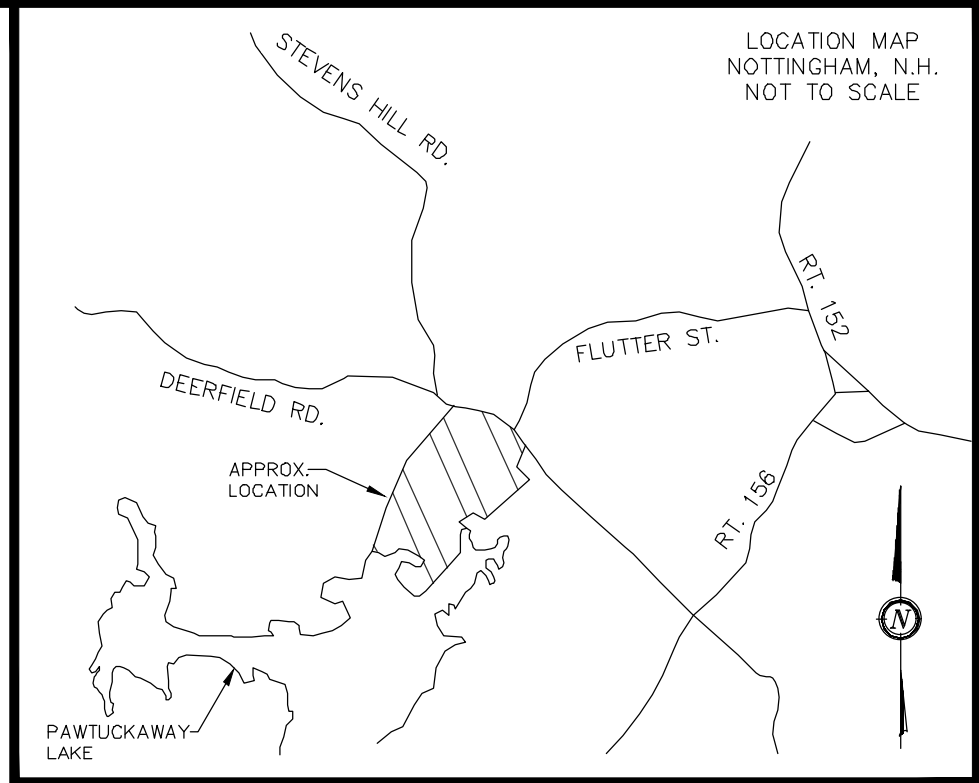 LOCATION MAP
NOTTINGHAM, N.H.
NOT TO SCALE
STEVENS HILL RD.
RT. 152
FLUTTER ST.
DEERFIELD RD.
APPROX.
LOCATION
RT. 156
N
PAWTUCKAWAY
LAKE